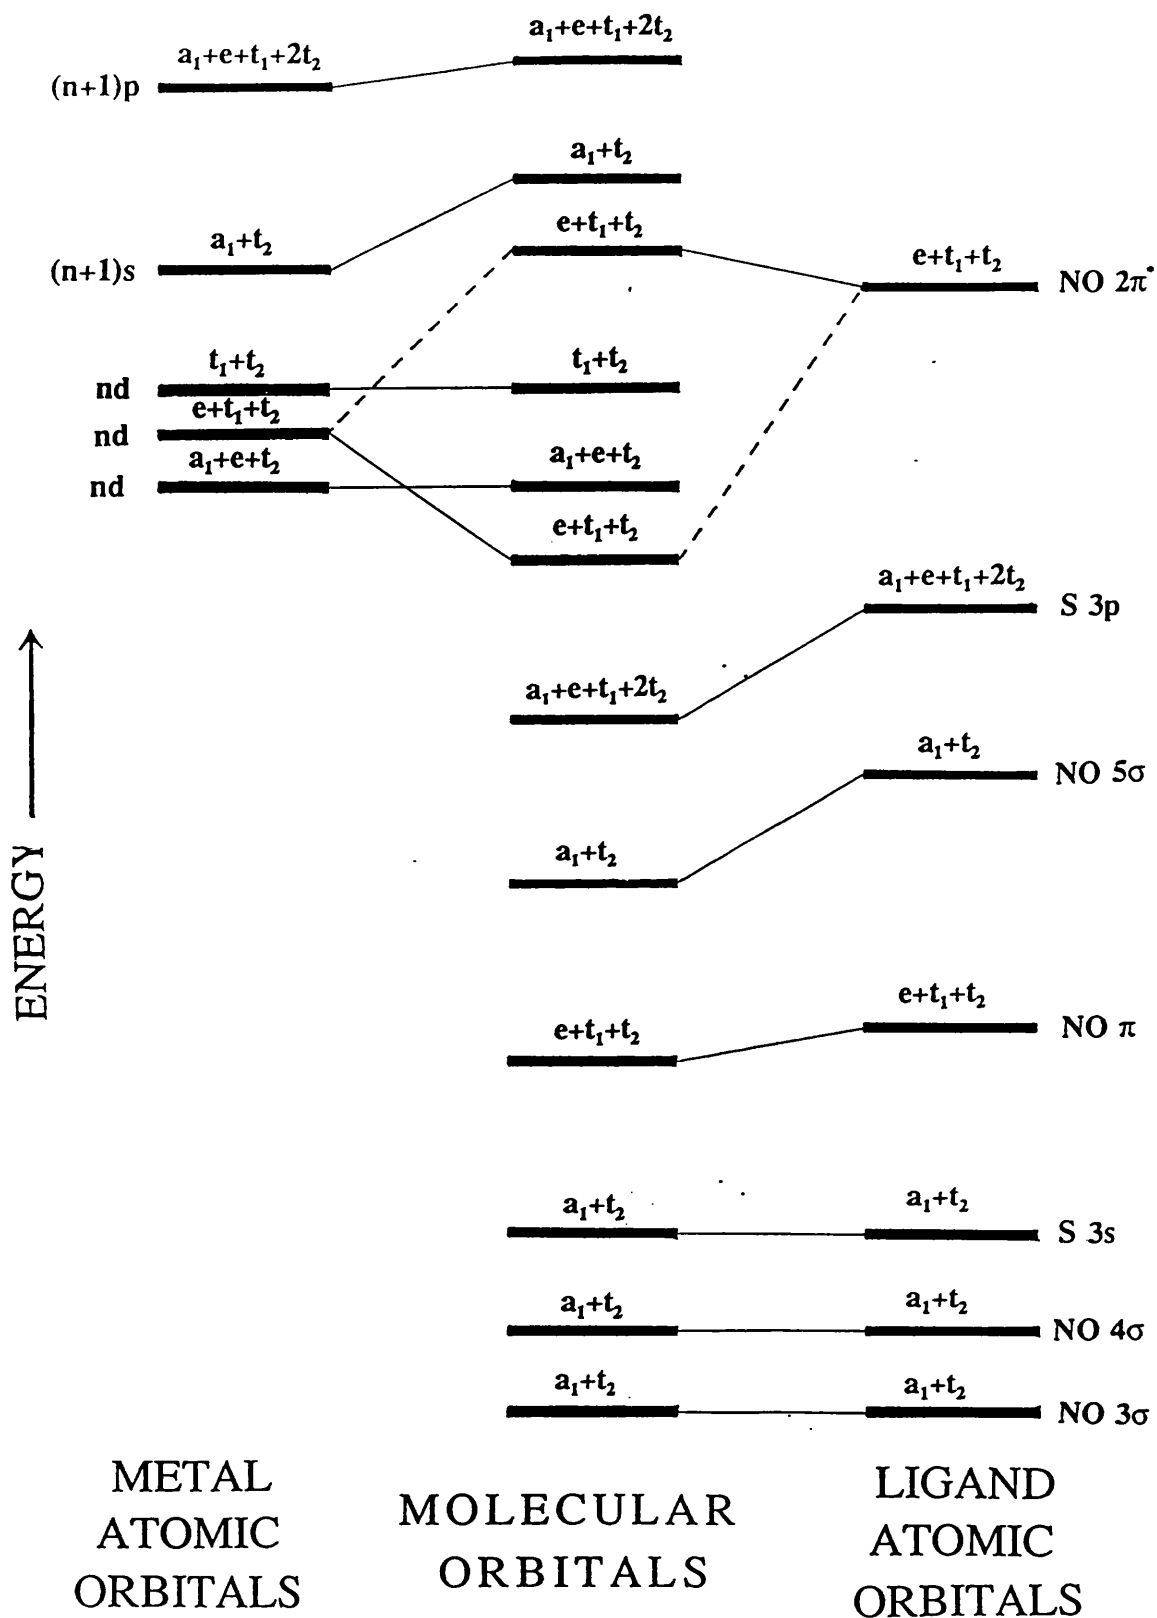 a₁+e+t₁+2t₂
a₁+e+t₁+2t₂
(n+1)p
a₁+t₂
e+t₁+t₂
a₁+t₂
(n+1)s
e+t₁+t₂
NO 2π*
t₁+t₂
t₁+t₂
nd
e+t₁+t₂
nd
a₁+e+t₂
a₁+e+t₂
nd
e+t₁+t₂
a₁+e+t₁+2t₂
S 3p
a₁+e+t₁+2t₂
a₁+t₂
NO 5σ
a₁+t₂
e+t₁+t₂
NO π
e+t₁+t₂
a₁+t₂
a₁+t₂
S 3s
a₁+t₂
a₁+t₂
NO 4σ
a₁+t₂
a₁+t₂
NO 3σ
ENERGY
METAL
ATOMIC
ORBITALS
MOLECULAR
ORBITALS
LIGAND
ATOMIC
ORBITALS